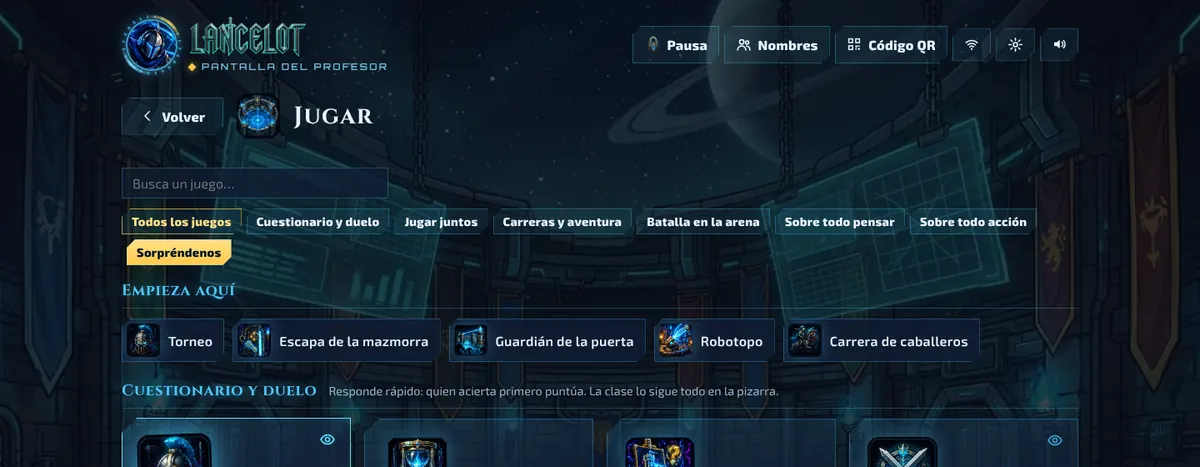 LANCELOT
PANTALLA DEL PROFESOR
Pausa
Nombres
Código QR
Volver
Jugar
Busca un juego...
Todos los juegos
Cuestionario y duelo
Jugar juntos
Carreras y aventura
Batalla en la arena
Sobre todo pensar
Sobre todo acción
Sorpréndenos
Empieza aquí
Torneo
Escapa de la mazmorra
Guardián de la puerta
Robotopo
Carrera de caballeros
Cuestionario y duelo
Responde rápido: quien acierta primero puntúa. La clase lo sigue todo en la pizarra.